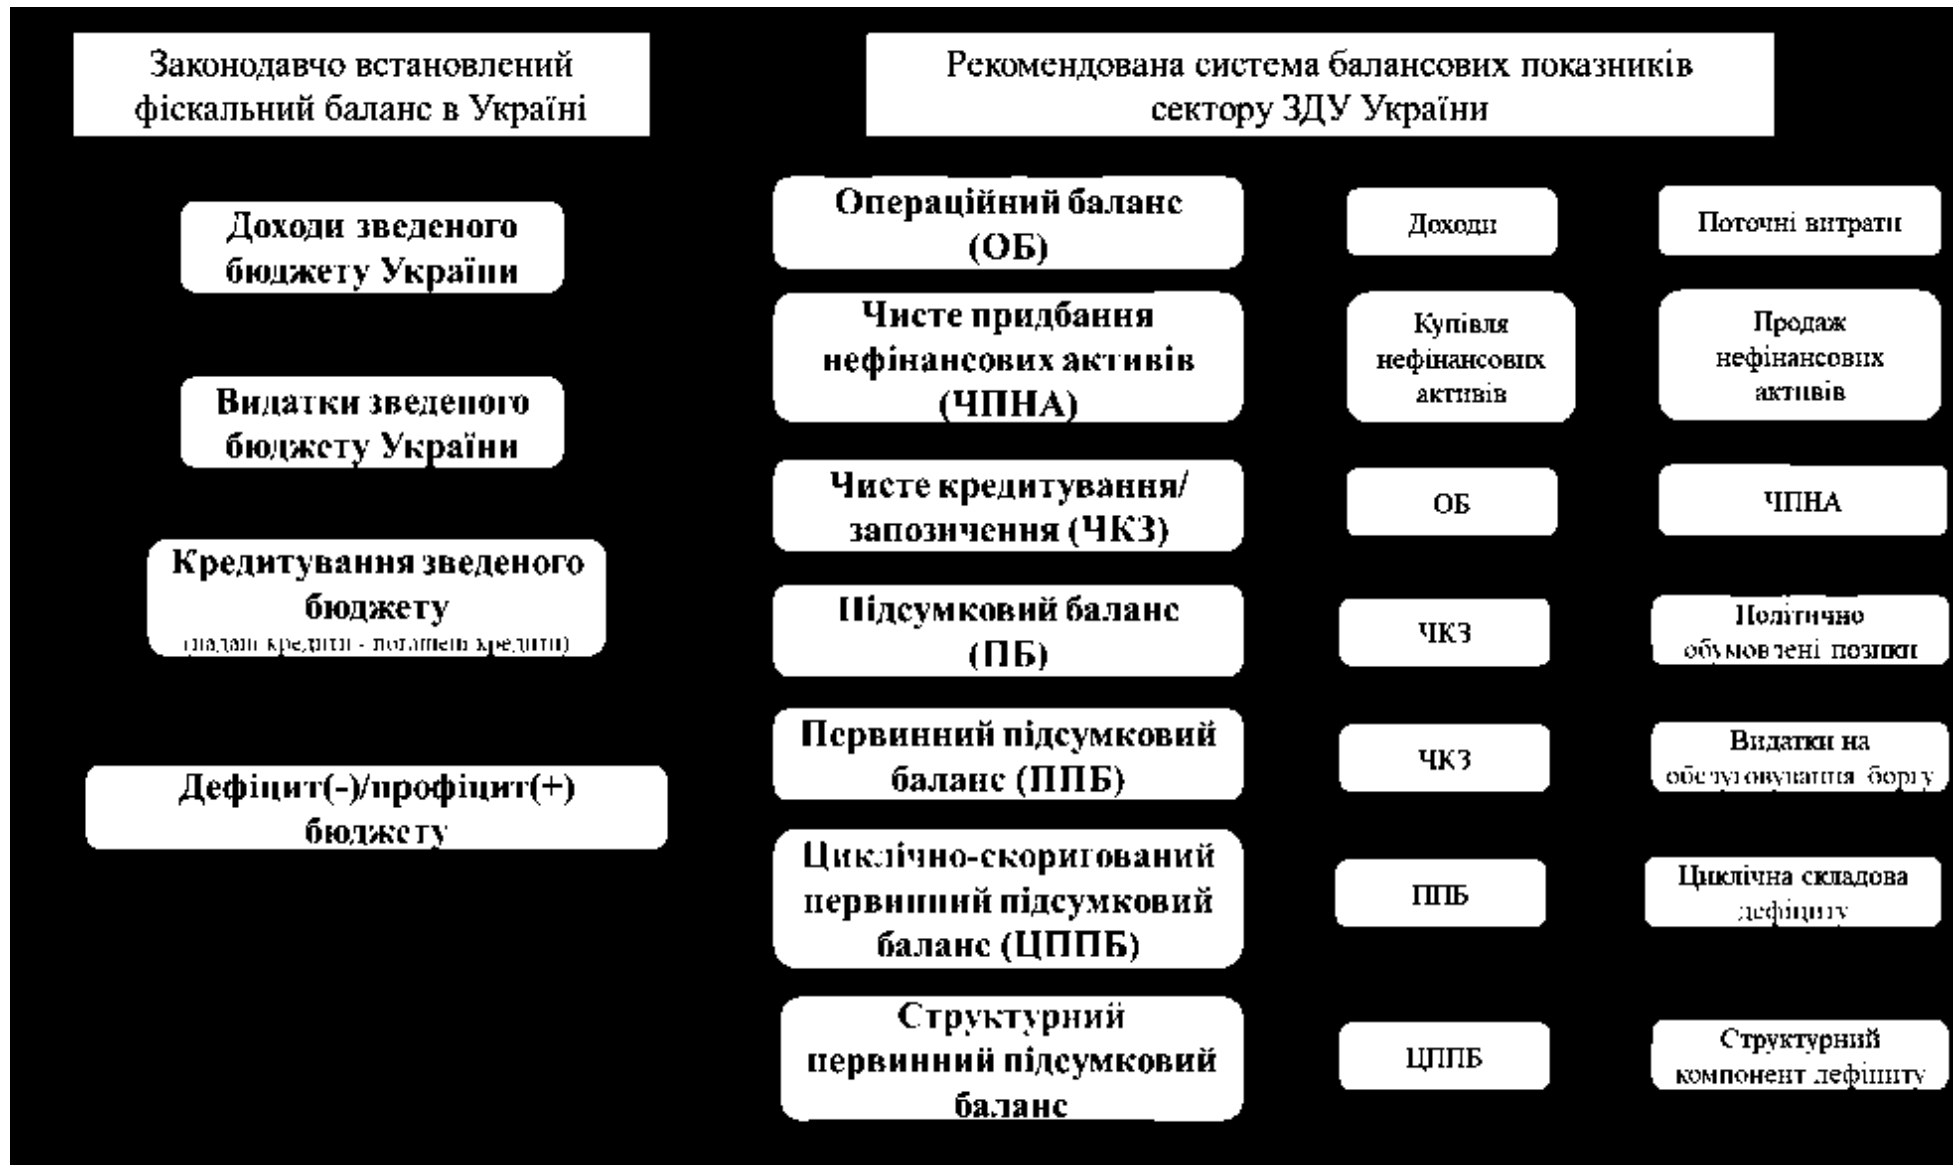 Законодавчо встановлений
фіскальний баланс в Україні
Рекомендована система балансових показників
сектору ЗДУ України
Доходи зведеного
бюджету України
Видатки зведеного
бюджету України
Кредитування зведеного
бюджету
(надані кредити - погашені кредити)
Дефіцит(-)/профіцит(+)
бюджету
Операційний баланс
(ОБ)
Доходи
Поточні витрати
Чисте придбання
нефінансових активів
(ЧПНА)
Купівля
нефінансових
активів
Продаж
нефінансових
активів
Чисте кредитування/
запозичення (ЧКЗ)
ОБ
ЧПНА
Підсумковий баланс
(ПБ)
ЧКЗ
Політично
обумовлені позики
Первинний підсумковий
баланс (ППБ)
ЧКЗ
Видатки на
обслуговування боргу
Циклічно-скоригований
первинний підсумковий
баланс (ЦППБ)
ППБ
Циклічна складова
дефіциту
Структурний
первинний підсумковий
баланс
ЦППБ
Структурний
компонент дефіциту